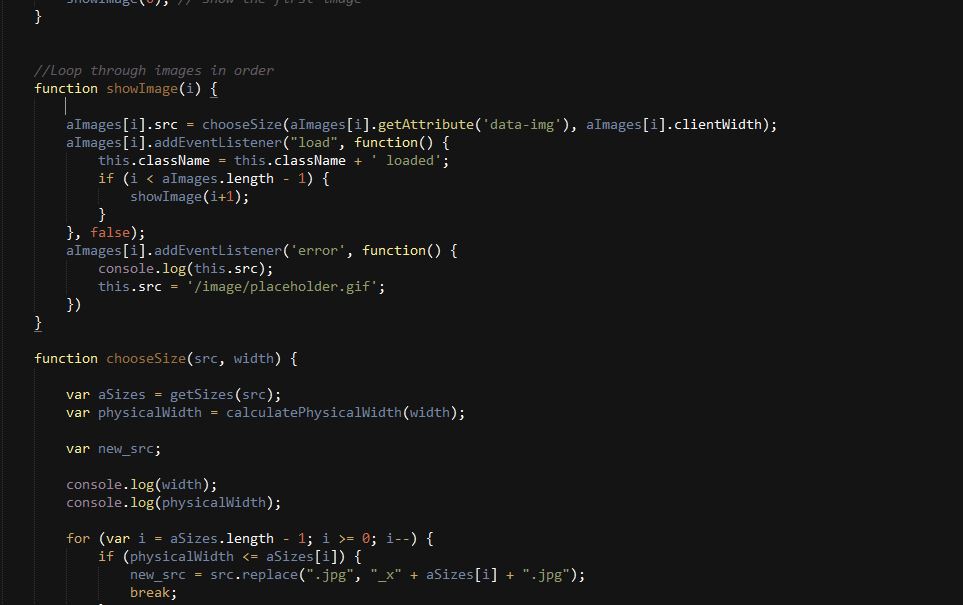 showImage(0); // Show the first image
}
//Loop through images in order
function showImage(i) {
aImages[i].src = chooseSize(aImages[i].getAttribute('data-img'), aImages[i].clientWidth);
aImages[i].addEventListener("load", function() {
this.className = this.className + ' loaded';
if (i < aImages.length - 1) {
showImage(i+1);
}
}, false);
aImages[i].addEventListener('error', function() {
console.log(this.src);
this.src = '/image/placeholder.gif';
})
}
function chooseSize(src, width) {
var aSizes = getSizes(src);
var physicalWidth = calculatePhysicalWidth(width);
var new_src;
console.log(width);
console.log(physicalWidth);
for (var i = aSizes.length - 1; i >= 0; i--) {
if (physicalWidth <= aSizes[i]) {
new_src = src.replace(".jpg", "_x" + aSizes[i] + ".jpg");
break;